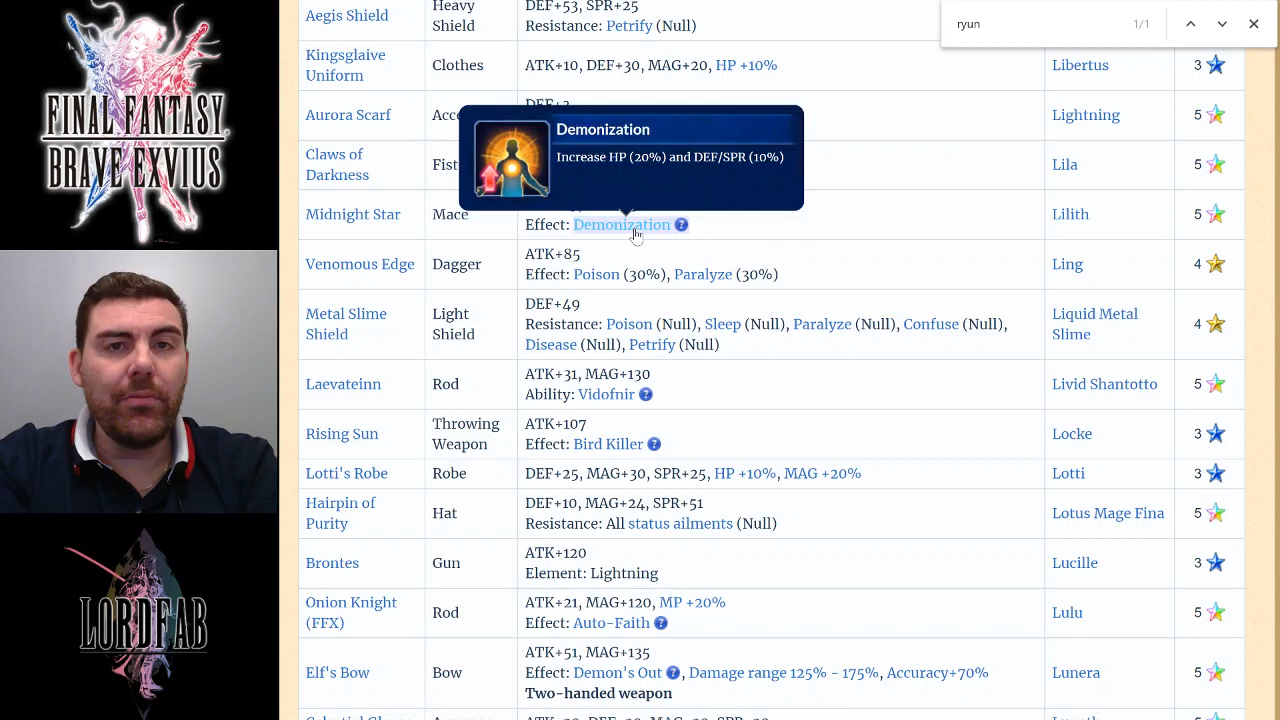 FINAL FANTASY
BRAVE EXVIUS
LORDFAB
ryun
1/1
Aegis Shield
Heavy
Shield
DEF+53, SPR+25
Resistance: Petrify (Null)
Kingsglaive
Uniform
Clothes
ATK+10, DEF+30, MAG+20, HP +10%
Libertus
3
Aurora Scarf
Lightning
5
Demonization
Increase HP (20%) and DEF/SPR (10%)
Claws of
Darkness
Fist
Lila
5
Midnight Star
Mace
Effect: Demonization ?
Lilith
5
Venomous Edge
Dagger
ATK+85
Effect: Poison (30%), Paralyze (30%)
Ling
4
Metal Slime
Shield
Light
Shield
DEF+49
Resistance: Poison (Null), Sleep (Null), Paralyze (Null), Confuse (Null),
Disease (Null), Petrify (Null)
Liquid Metal
Slime
4
Laevateinn
Rod
ATK+31, MAG+130
Ability: Vidofnir ?
Livid Shantotto
5
Rising Sun
Throwing
Weapon
ATK+107
Effect: Bird Killer ?
Locke
3
Lotti's Robe
Robe
DEF+25, MAG+30, SPR+25, HP +10%, MAG +20%
Lotti
3
Hairpin of
Purity
Hat
DEF+10, MAG+24, SPR+51
Resistance: All status ailments (Null)
Lotus Mage Fina
5
Brontes
Gun
ATK+120
Element: Lightning
Lucille
3
Onion Knight
(FFX)
Rod
ATK+21, MAG+120, MP +20%
Effect: Auto-Faith ?
Lulu
5
Elf's Bow
Bow
ATK+51, MAG+135
Effect: Demon's Out ?, Damage range 125% - 175%, Accuracy+70%
Two-handed weapon
Lunera
5